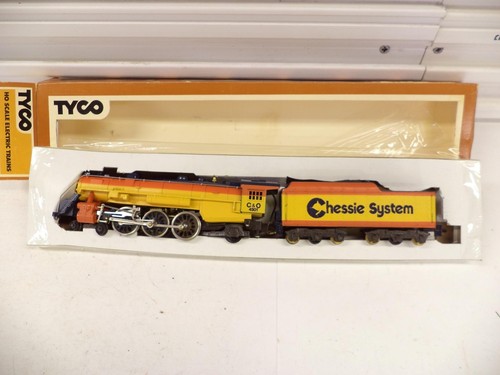 TYCO
HO SCALE ELECTRIC TRAINS
TYCO
C&O
Chessie System